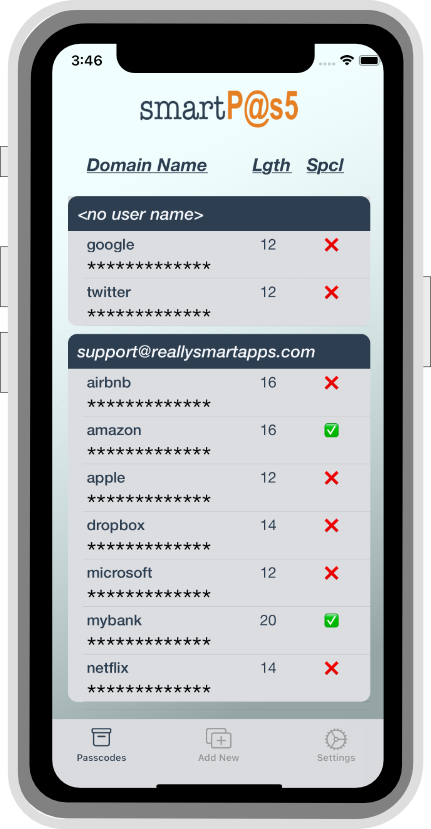 3:46
smartP@s5
Domain Name Lgth Spcl
<no user name>
google 12 ❌
*************
twitter 12 ❌
*************
support@reallysmartapps.com
airbnb 16 ❌
*************
amazon 16 ✅
*************
apple 12 ❌
*************
dropbox 14 ❌
*************
microsoft 12 ❌
*************
mybank 20 ✅
*************
netflix 14 ❌
*************
Passcodes Add New Settings